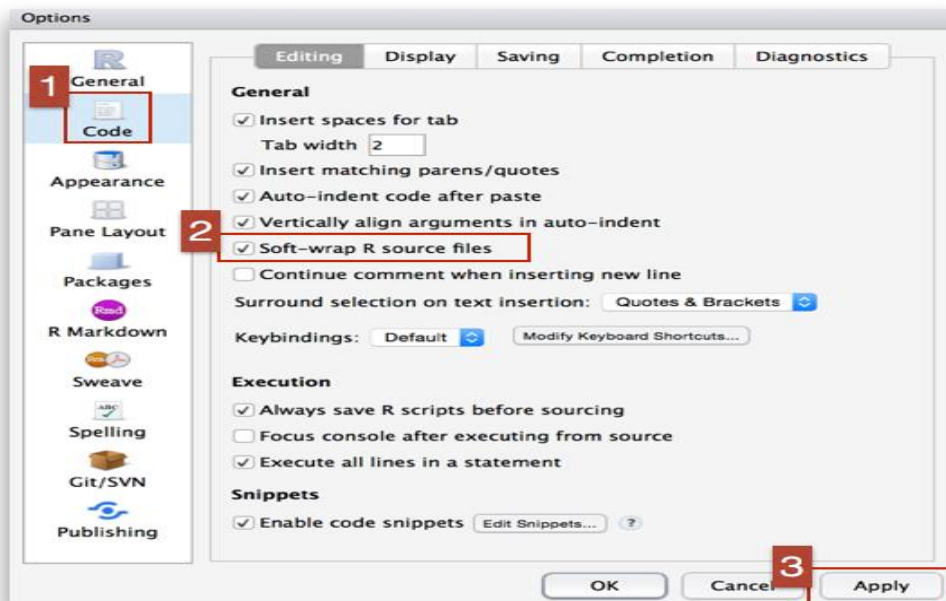 Options
Editing Display Saving Completion Diagnostics
1
General
Code
Appearance
Pane Layout
Packages
Rmd
R Markdown
Sweave
ABC
Spelling
Git/SVN
Publishing
General
Insert spaces for tab
Tab width 2
Insert matching parens/quotes
Auto-indent code after paste
Vertically align arguments in auto-indent
2
Soft-wrap R source files
Continue comment when inserting new line
Surround selection on text insertion: Quotes & Brackets
Keybindings: Default Modify Keyboard Shortcuts...
Execution
Always save R scripts before sourcing
Focus console after executing from source
Execute all lines in a statement
Snippets
Enable code snippets Edit Snippets... ?
3
OK Cancel Apply